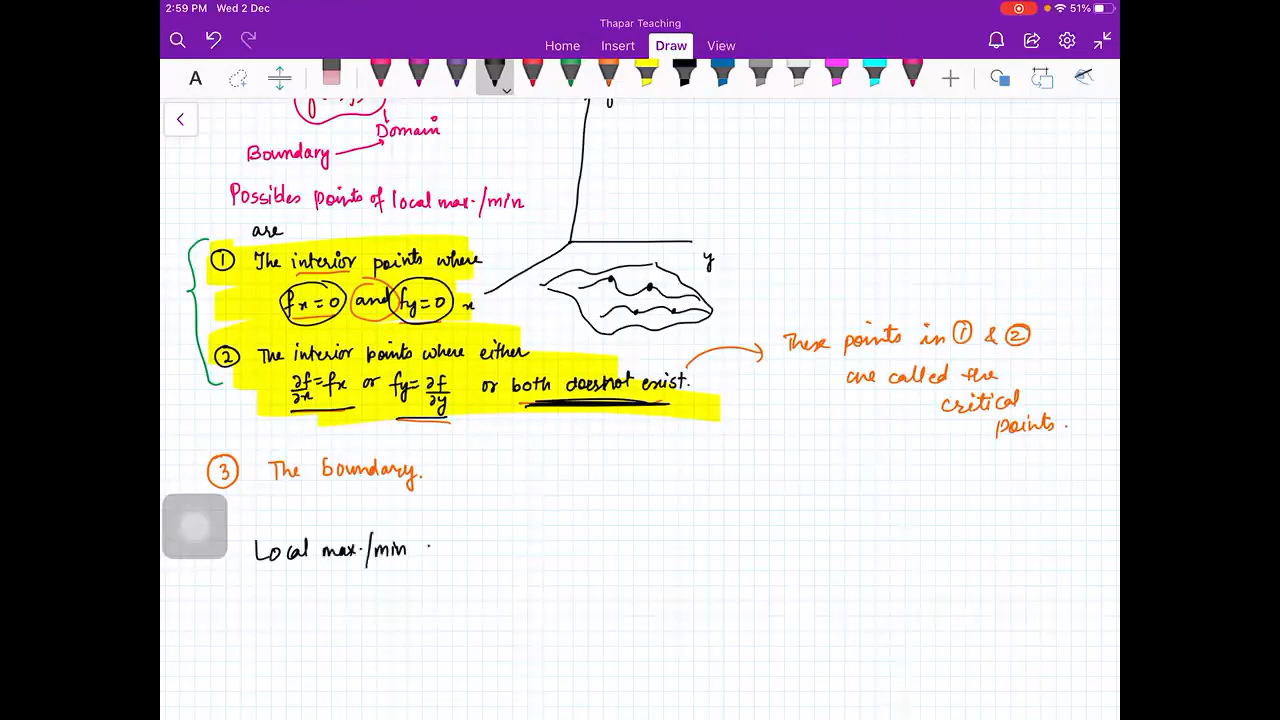 2:59 PM Wed 2 Dec
51%
Thapar Teaching
Home Insert Draw View
A
Domain
Boundary
Possibles points of local max./min
are
① The interior points where
fx=0 and fy=0
x
y
② The interior points where either
∂f/∂x=fx or fy=∂f/∂y or both doesnot exist.
These points in ① & ②
are called the
critical
points.
③ The boundary.
Local max./min